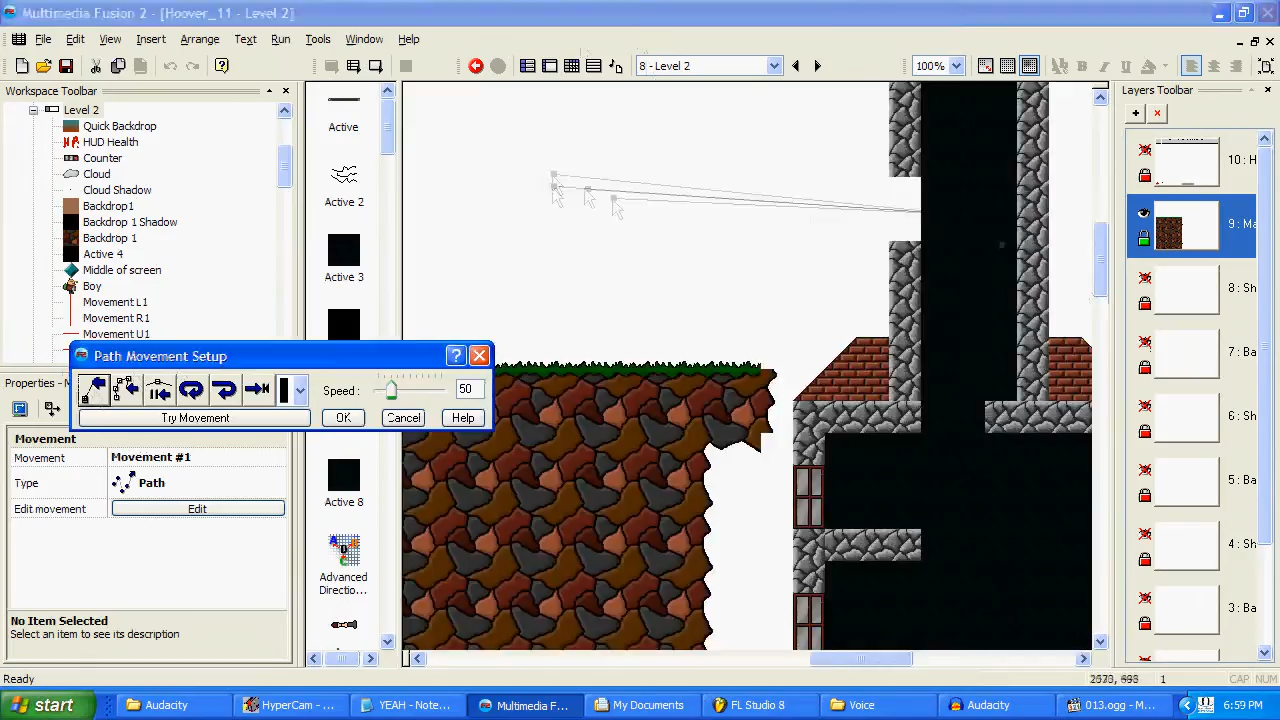 Multimedia Fusion 2 - [Hoover_11 - Level 2]
File Edit View Insert Arrange Text Run Tools Window Help
8 - Level 2
100%
Workspace Toolbar
Layers Toolbar
Level 2
Quick Backdrop
HUD Health
Counter
Cloud
Cloud Shadow
Backdrop1
Backdrop 1 Shadow
Backdrop 1
Active 4
Middle of screen
Boy
Movement L1
Movement R1
Movement U1
Active
Active 2
Active 3
Active 8
Advanced
Directio...
10: H
9: Ma
8: Sh
7: Ba
6: Sh
5: Ba
4: Sh
3: Ba
Path Movement Setup
Speed:
50
Try Movement
OK
Cancel
Help
Properties - M
Movement
Movement
Movement #1
Type
Path
Edit movement
Edit
No Item Selected
Select an item to see its description
Ready
1
CAP
NUM
start
Audacity
HyperCam - ...
YEAH - Note...
Multimedia F...
My Documents
FL Studio 8
Voice
Audacity
013.ogg - M...
6:59 PM